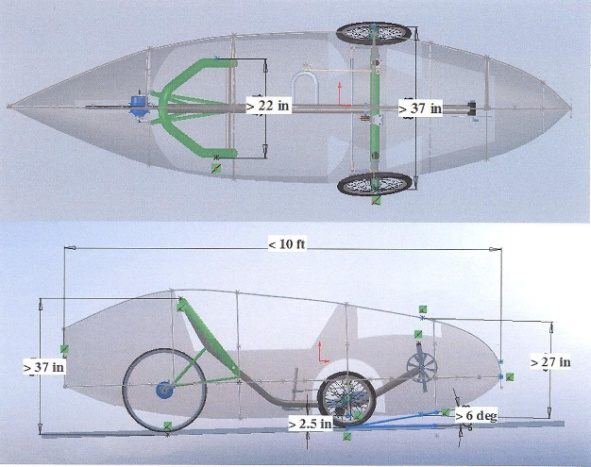 > 22 in
> 37 in
< 10 ft
> 37 in
> 27 in
> 2.5 in
> 6 deg